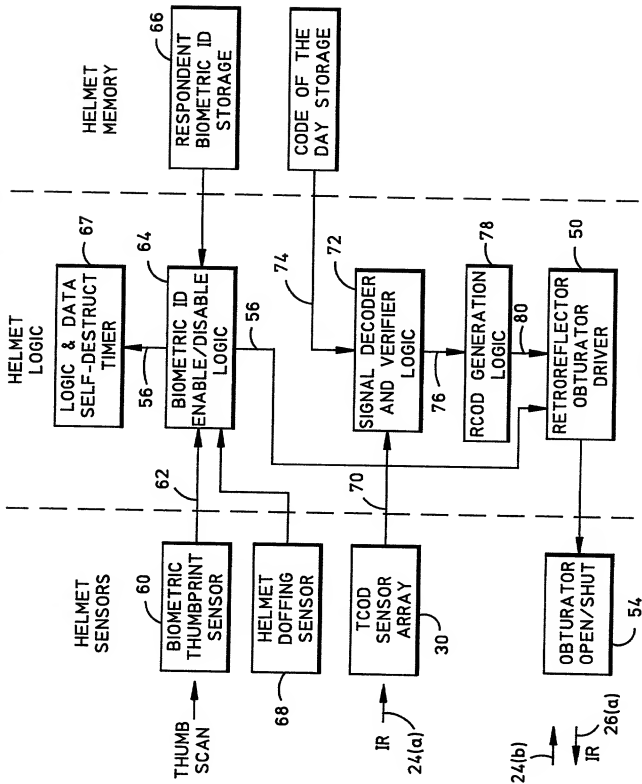 HELMET
SENSORS
HELMET
LOGIC
HELMET
MEMORY
THUMB
SCAN
60
BIOMETRIC
THUMBPRINT
SENSOR
62
HELMET
DOFFING
SENSOR
68
67
LOGIC & DATA
SELF-DESTRUCT
TIMER
56
64
BIOMETRIC ID
ENABLE/DISABLE
LOGIC
56
66
RESPONDENT
BIOMETRIC ID
STORAGE
CODE OF THE
DAY STORAGE
74
IR
24(a)
TCOD
SENSOR
ARRAY
30
70
72
SIGNAL DECODER
AND VERIFIER
LOGIC
76
78
RCOD GENERATION
LOGIC
80
50
RETROREFLECTOR
OBTURATOR
DRIVER
OBTURATOR
OPEN/SHUT
54
24(b)
26(a)
IR